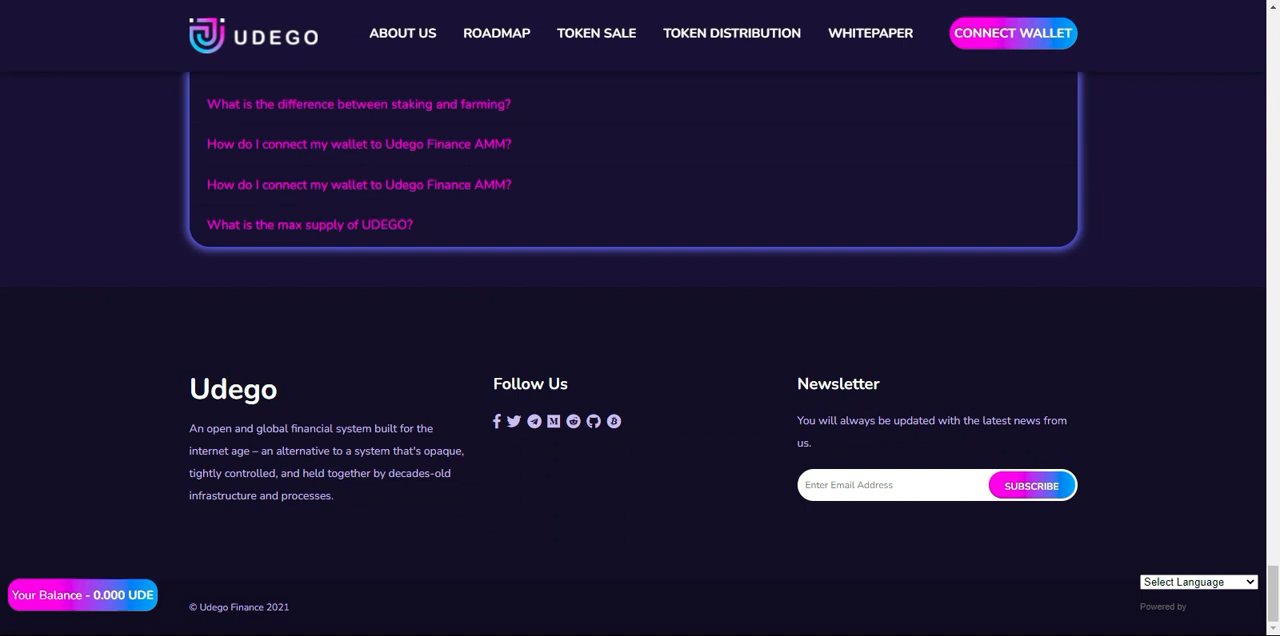 UDEGO
ABOUT US
ROADMAP
TOKEN SALE
TOKEN DISTRIBUTION
WHITEPAPER
CONNECT WALLET
What is the difference between staking and farming?
How do I connect my wallet to Udego Finance AMM?
How do I connect my wallet to Udego Finance AMM?
What is the max supply of UDEGO?
Udego
An open and global financial system built for the
internet age – an alternative to a system that's opaque,
tightly controlled, and held together by decades-old
infrastructure and processes.
Follow Us
Newsletter
You will always be updated with the latest news from
us.
Enter Email Address
SUBSCRIBE
Your Balance - 0.000 UDE
© Udego Finance 2021
Select Language
Powered by